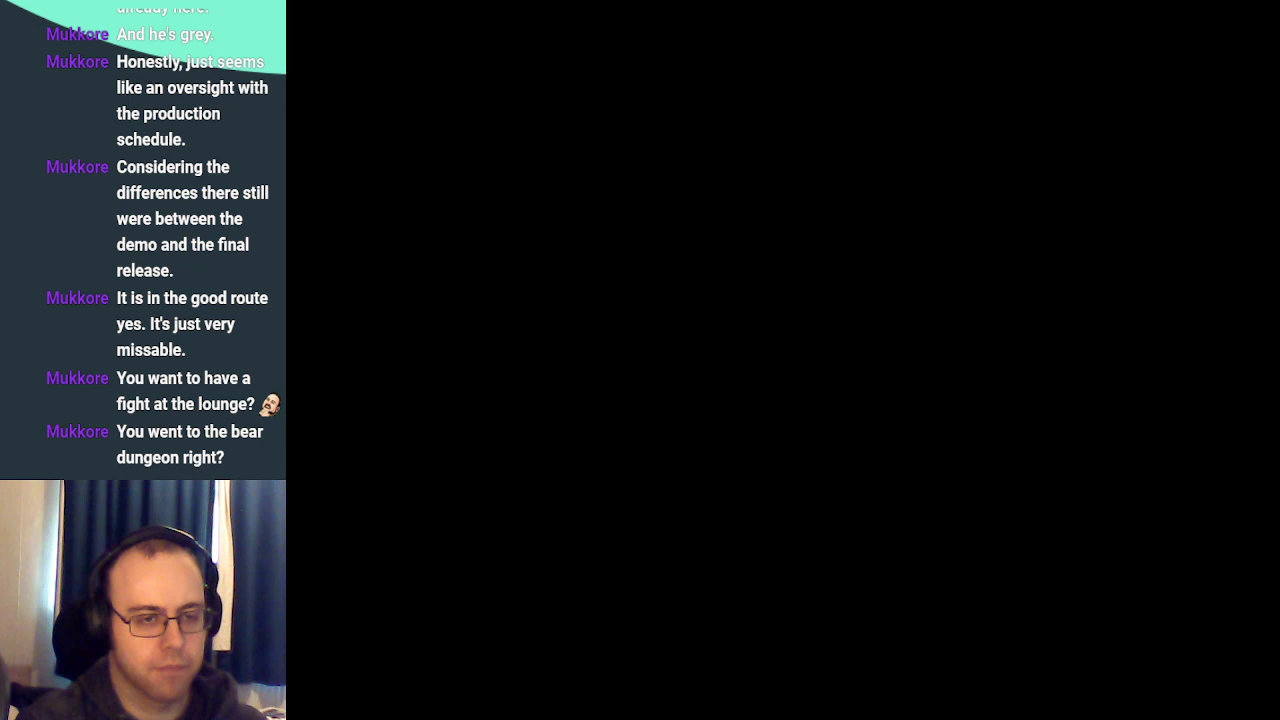 already here.
Mukkore And he's grey.
Mukkore Honestly, just seems
like an oversight with
the production
schedule.
Mukkore Considering the
differences there still
were between the
demo and the final
release.
Mukkore It is in the good route
yes. It's just very
missable.
Mukkore You want to have a
fight at the lounge?
Mukkore You went to the bear
dungeon right?